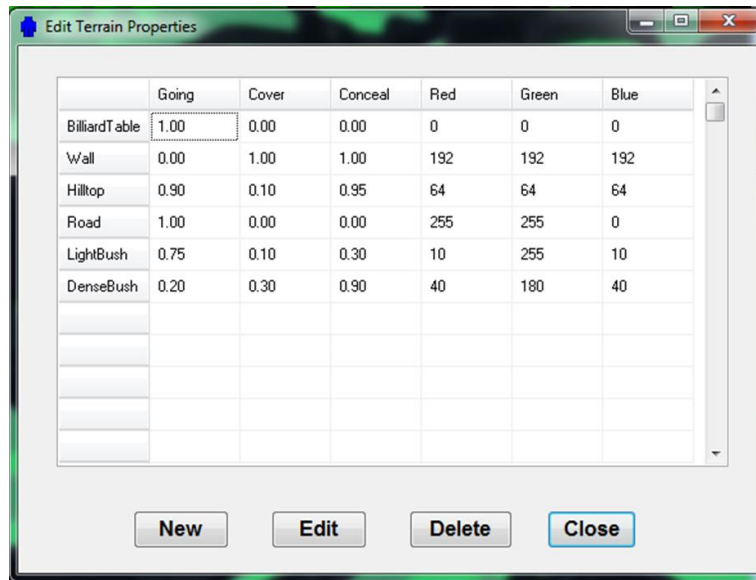 Edit Terrain Properties
Going Cover Conceal Red Green Blue
BilliardTable 1.00 0.00 0.00 0 0 0
Wall 0.00 1.00 1.00 192 192 192
Hilltop 0.90 0.10 0.95 64 64 64
Road 1.00 0.00 0.00 255 255 0
LightBush 0.75 0.10 0.30 10 255 10
DenseBush 0.20 0.30 0.90 40 180 40
New Edit Delete Close